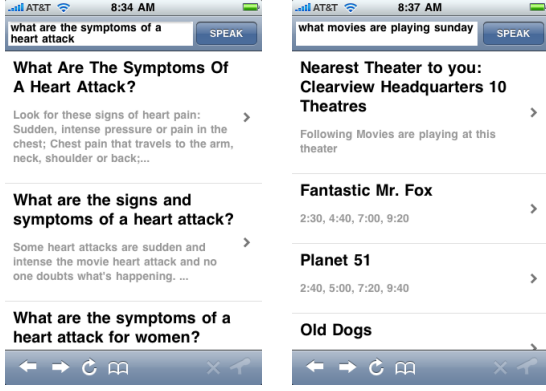 AT&T 8:34 AM
what are the symptoms of a
heart attack
SPEAK
What Are The Symptoms Of
A Heart Attack?
Look for these signs of heart pain:
Sudden, intense pressure or pain in the
chest; Chest pain that travels to the arm,
neck, shoulder or back;...
What are the signs and
symptoms of a heart attack?
Some heart attacks are sudden and
intense the movie heart attack and no
one doubts what's happening. ...
What are the symptoms of a
heart attack for women?
AT&T 8:37 AM
what movies are playing sunday
SPEAK
Nearest Theater to you:
Clearview Headquarters 10
Theatres
Following Movies are playing at this
theater
Fantastic Mr. Fox
2:30, 4:40, 7:00, 9:20
Planet 51
2:40, 5:00, 7:20, 9:40
Old Dogs